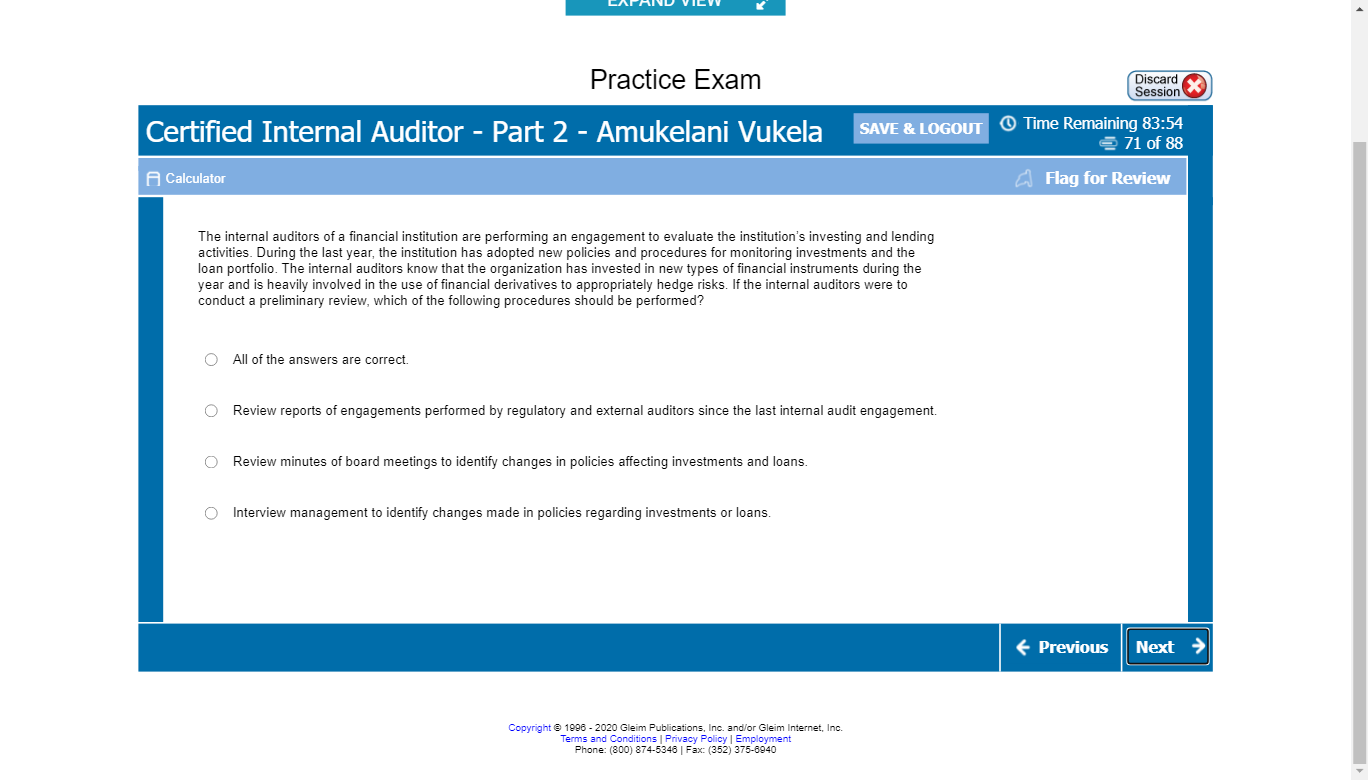 EXPAND VIEW
Practice Exam
Discard
Session
Certified Internal Auditor - Part 2 - Amukelani Vukela
SAVE & LOGOUT
Time Remaining 83:54
71 of 88
Calculator
Flag for Review
The internal auditors of a financial institution are performing an engagement to evaluate the institution's investing and lending
activities. During the last year, the institution has adopted new policies and procedures for monitoring investments and the
loan portfolio. The internal auditors know that the organization has invested in new types of financial instruments during the
year and is heavily involved in the use of financial derivatives to appropriately hedge risks. If the internal auditors were to
conduct a preliminary review, which of the following procedures should be performed?
All of the answers are correct.
Review reports of engagements performed by regulatory and external auditors since the last internal audit engagement.
Review minutes of board meetings to identify changes in policies affecting investments and loans.
Interview management to identify changes made in policies regarding investments or loans.
Previous
Next
Copyright © 1996 - 2020 Gleim Publications, Inc. and/or Gleim Internet, Inc.
Terms and Conditions | Privacy Policy | Employment
Phone: (800) 874-5346 | Fax: (352) 375-6940